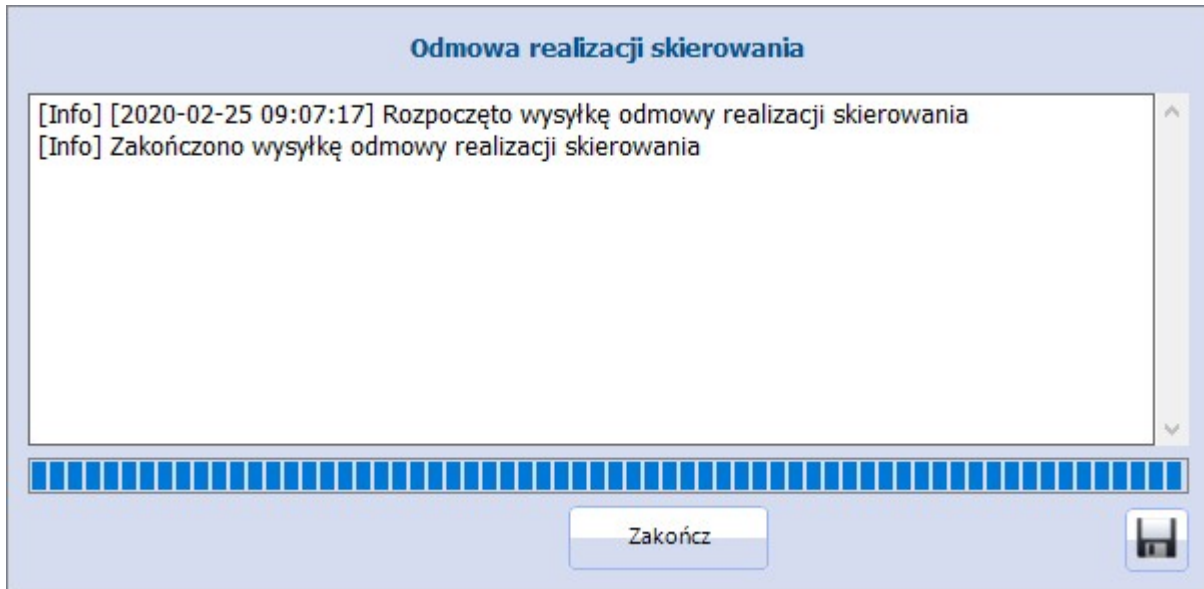 Odmowa realizacji skierowania
[Info] [2020-02-25 09:07:17] Rozpoczęto wysyłkę odmowy realizacji skierowania
[Info] Zakończono wysyłkę odmowy realizacji skierowania
Zakończ